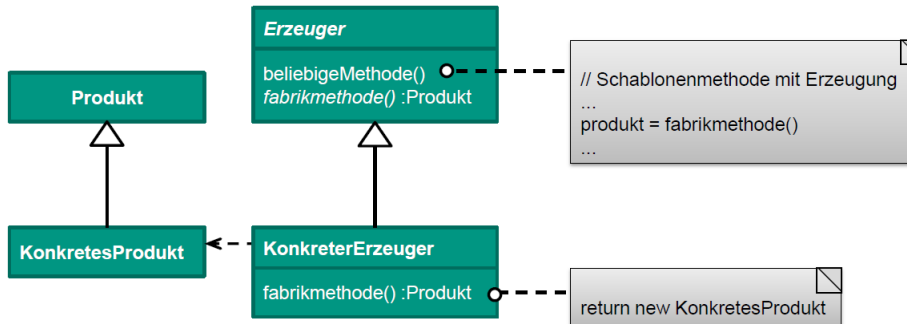 Erzeuger
beliebigeMethode()
fabrikmethode() :Produkt
// Schablonenmethode mit Erzeugung
...
produkt = fabrikmethode()
...
Produkt
KonkretesProdukt
KonkreterErzeuger
fabrikmethode() :Produkt
return new KonkretesProdukt